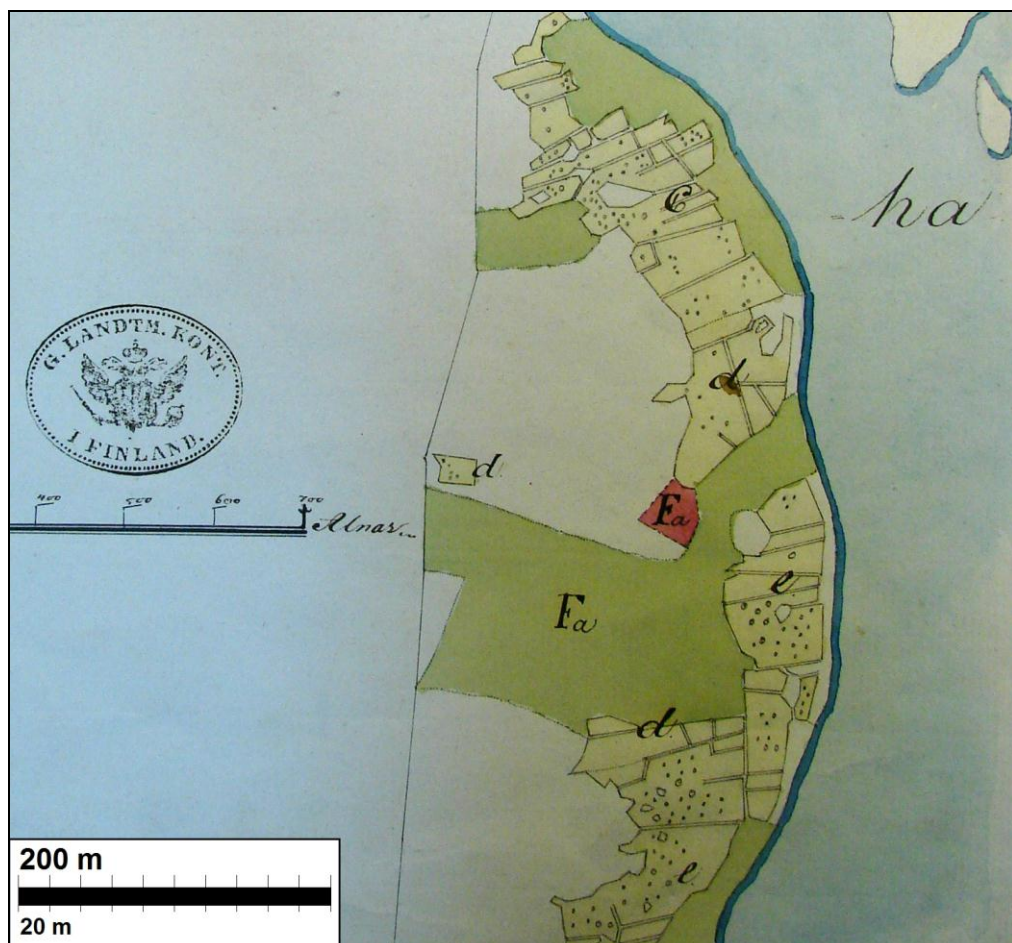 ha
C
G. LANDTM. KONT.
I FINLAND.
d
d.
400 500 600 700
Alnar
Fa
e
Fa
d.
e
200 m
20 m